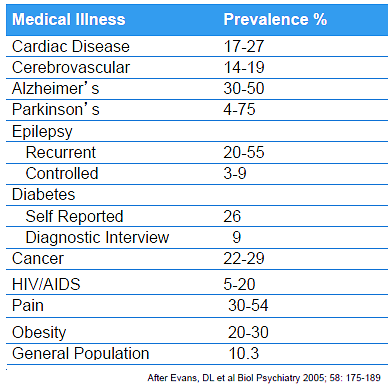 Medical Illness Prevalence %
Cardiac Disease 17-27
Cerebrovascular 14-19
Alzheimer’s 30-50
Parkinson’s 4-75
Epilepsy
Recurrent 20-55
Controlled 3-9
Diabetes
Self Reported 26
Diagnostic Interview 9
Cancer 22-29
HIV/AIDS 5-20
Pain 30-54
Obesity 20-30
General Population 10.3
After Evans, DL et al Biol Psychiatry 2005; 58: 175-189